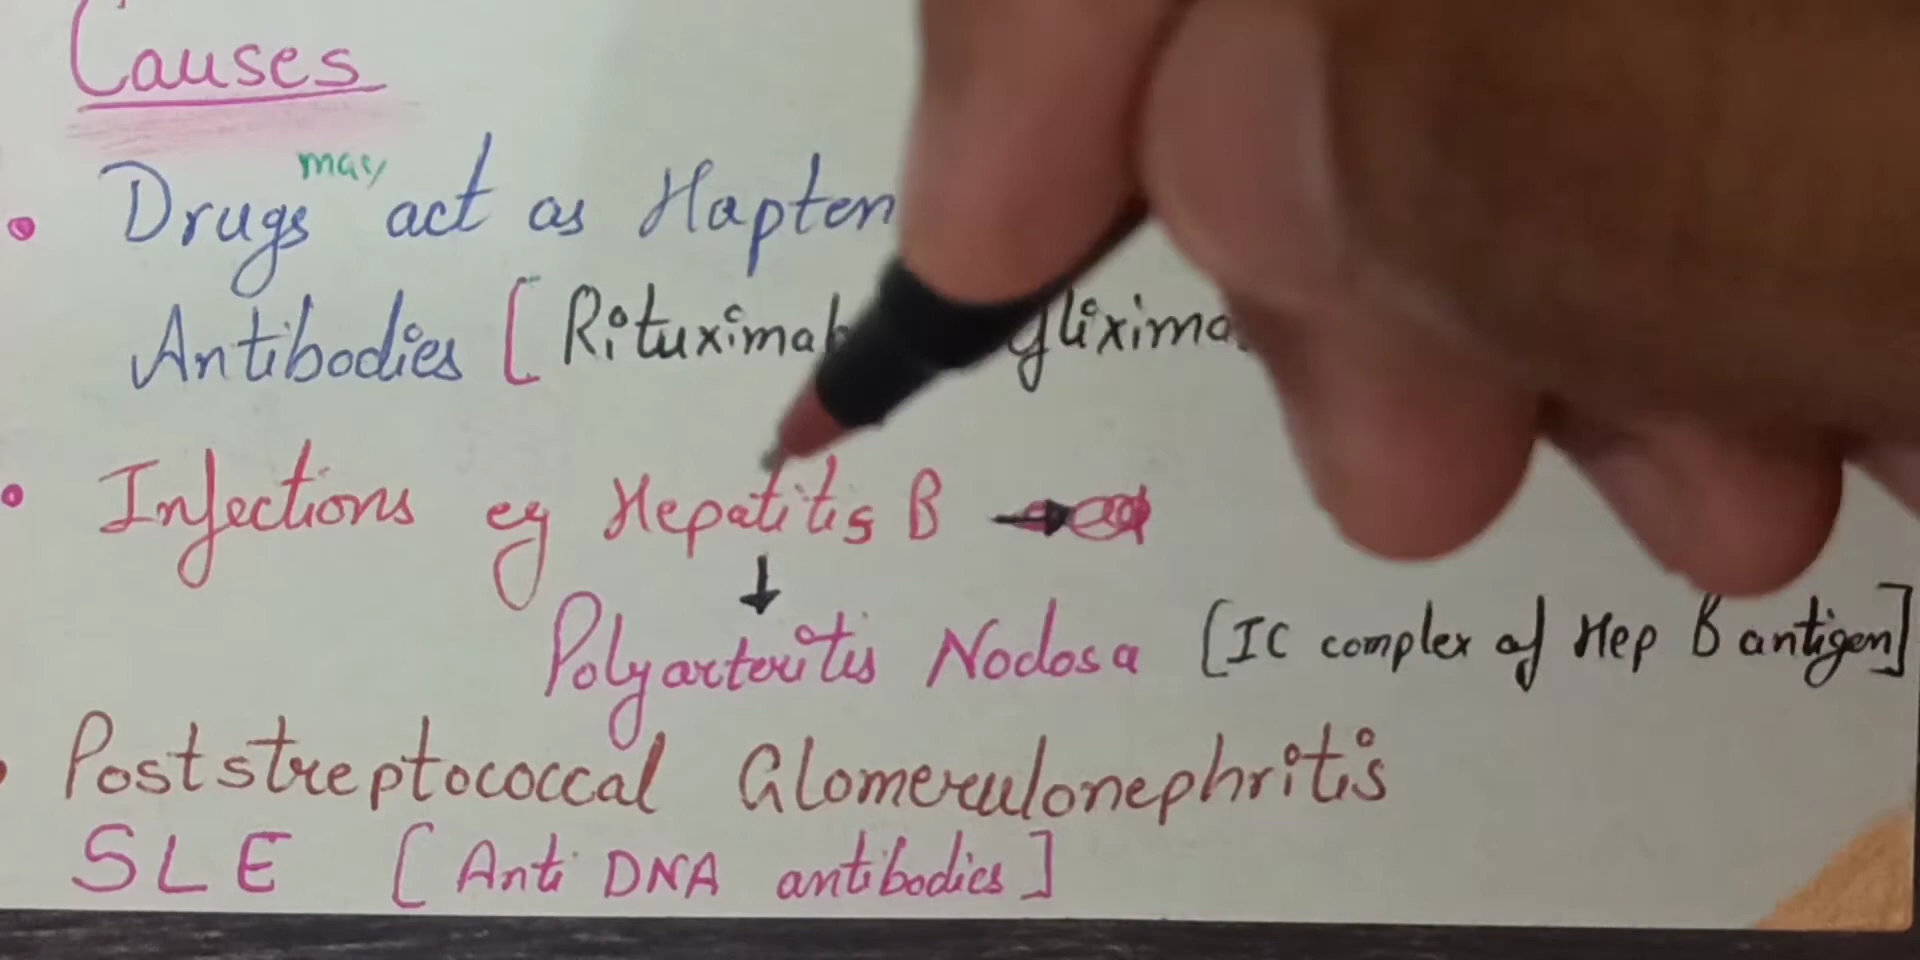 Causes
• Drugs may act as Hapten
Antibodies [Rituximab
• Infections eg Hepatitis B →
↓
Polyarteritis Nodosa [IC complex of Hep B antigen]
Poststreptococcal Glomerulonephritis
SLE [Anti DNA antibodies]